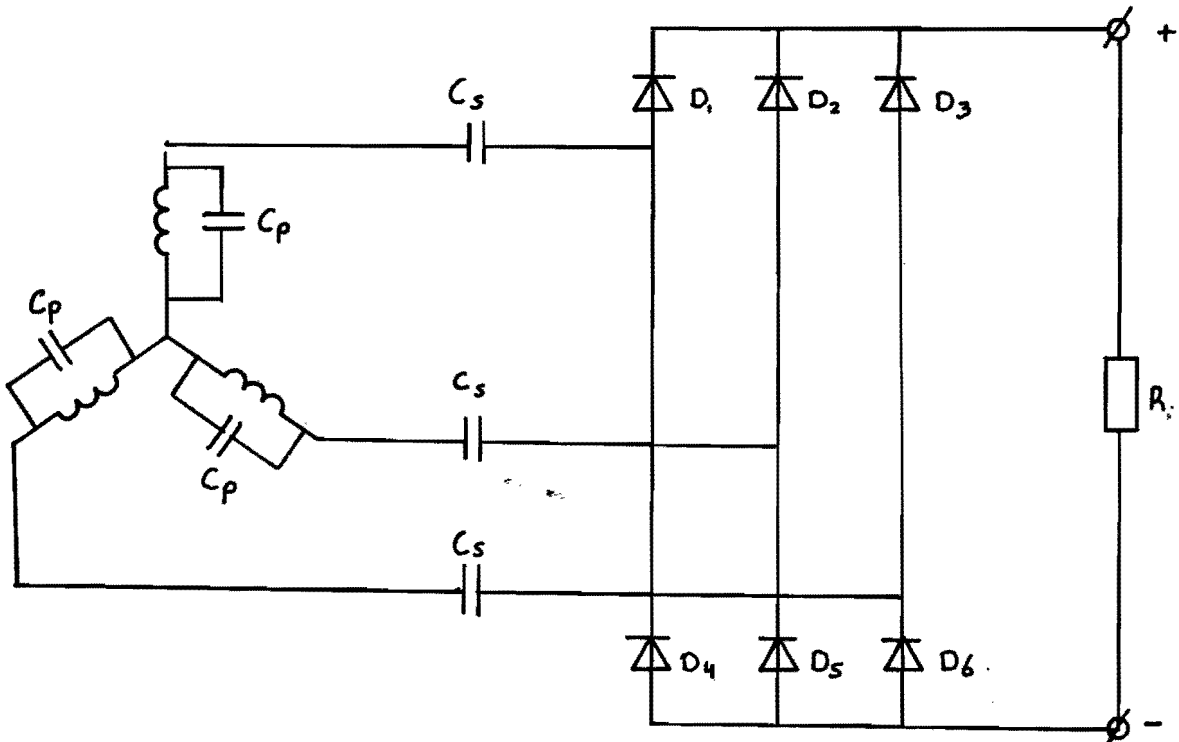 +
D₁
D₂
D₃
Cₛ
Cₚ
Cₚ
Cₛ
Rᵢ
Cₚ
Cₛ
D₄
D₅
D₆
-